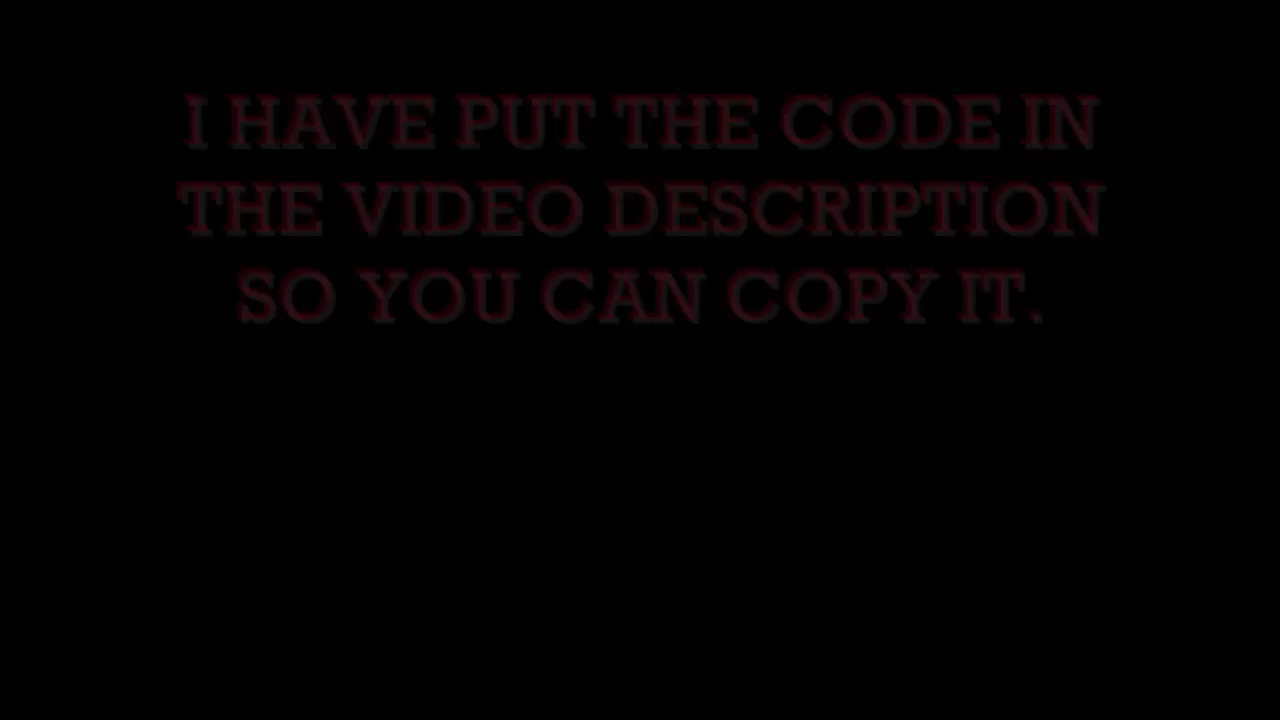 I HAVE PUT THE CODE IN
THE VIDEO DESCRIPTION
SO YOU CAN COPY IT.